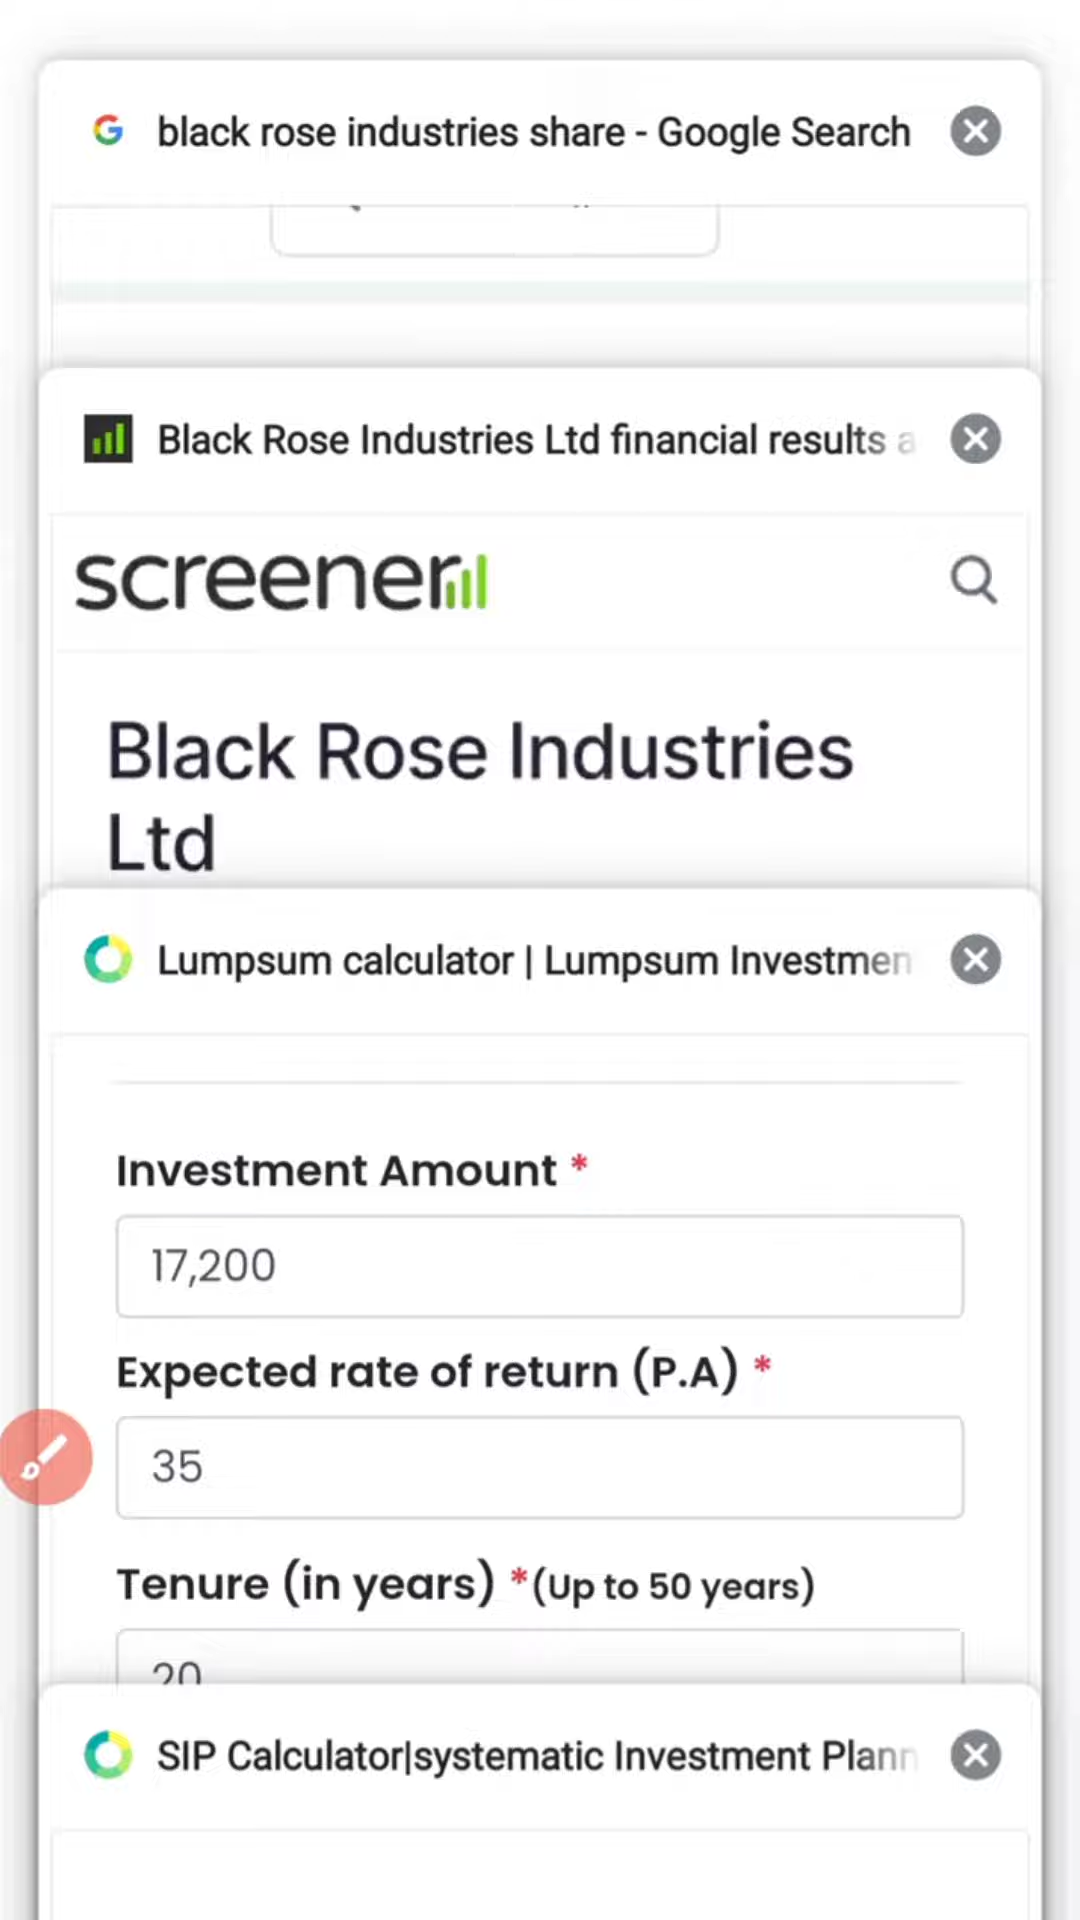 black rose industries share - Google Search
Black Rose Industries Ltd financial results a
screener
Black Rose Industries
Ltd
Lumpsum calculator | Lumpsum Investmen
Investment Amount *
17,200
Expected rate of return (P.A) *
35
Tenure (in years) *(Up to 50 years)
20
SIP Calculator|systematic Investment Plann